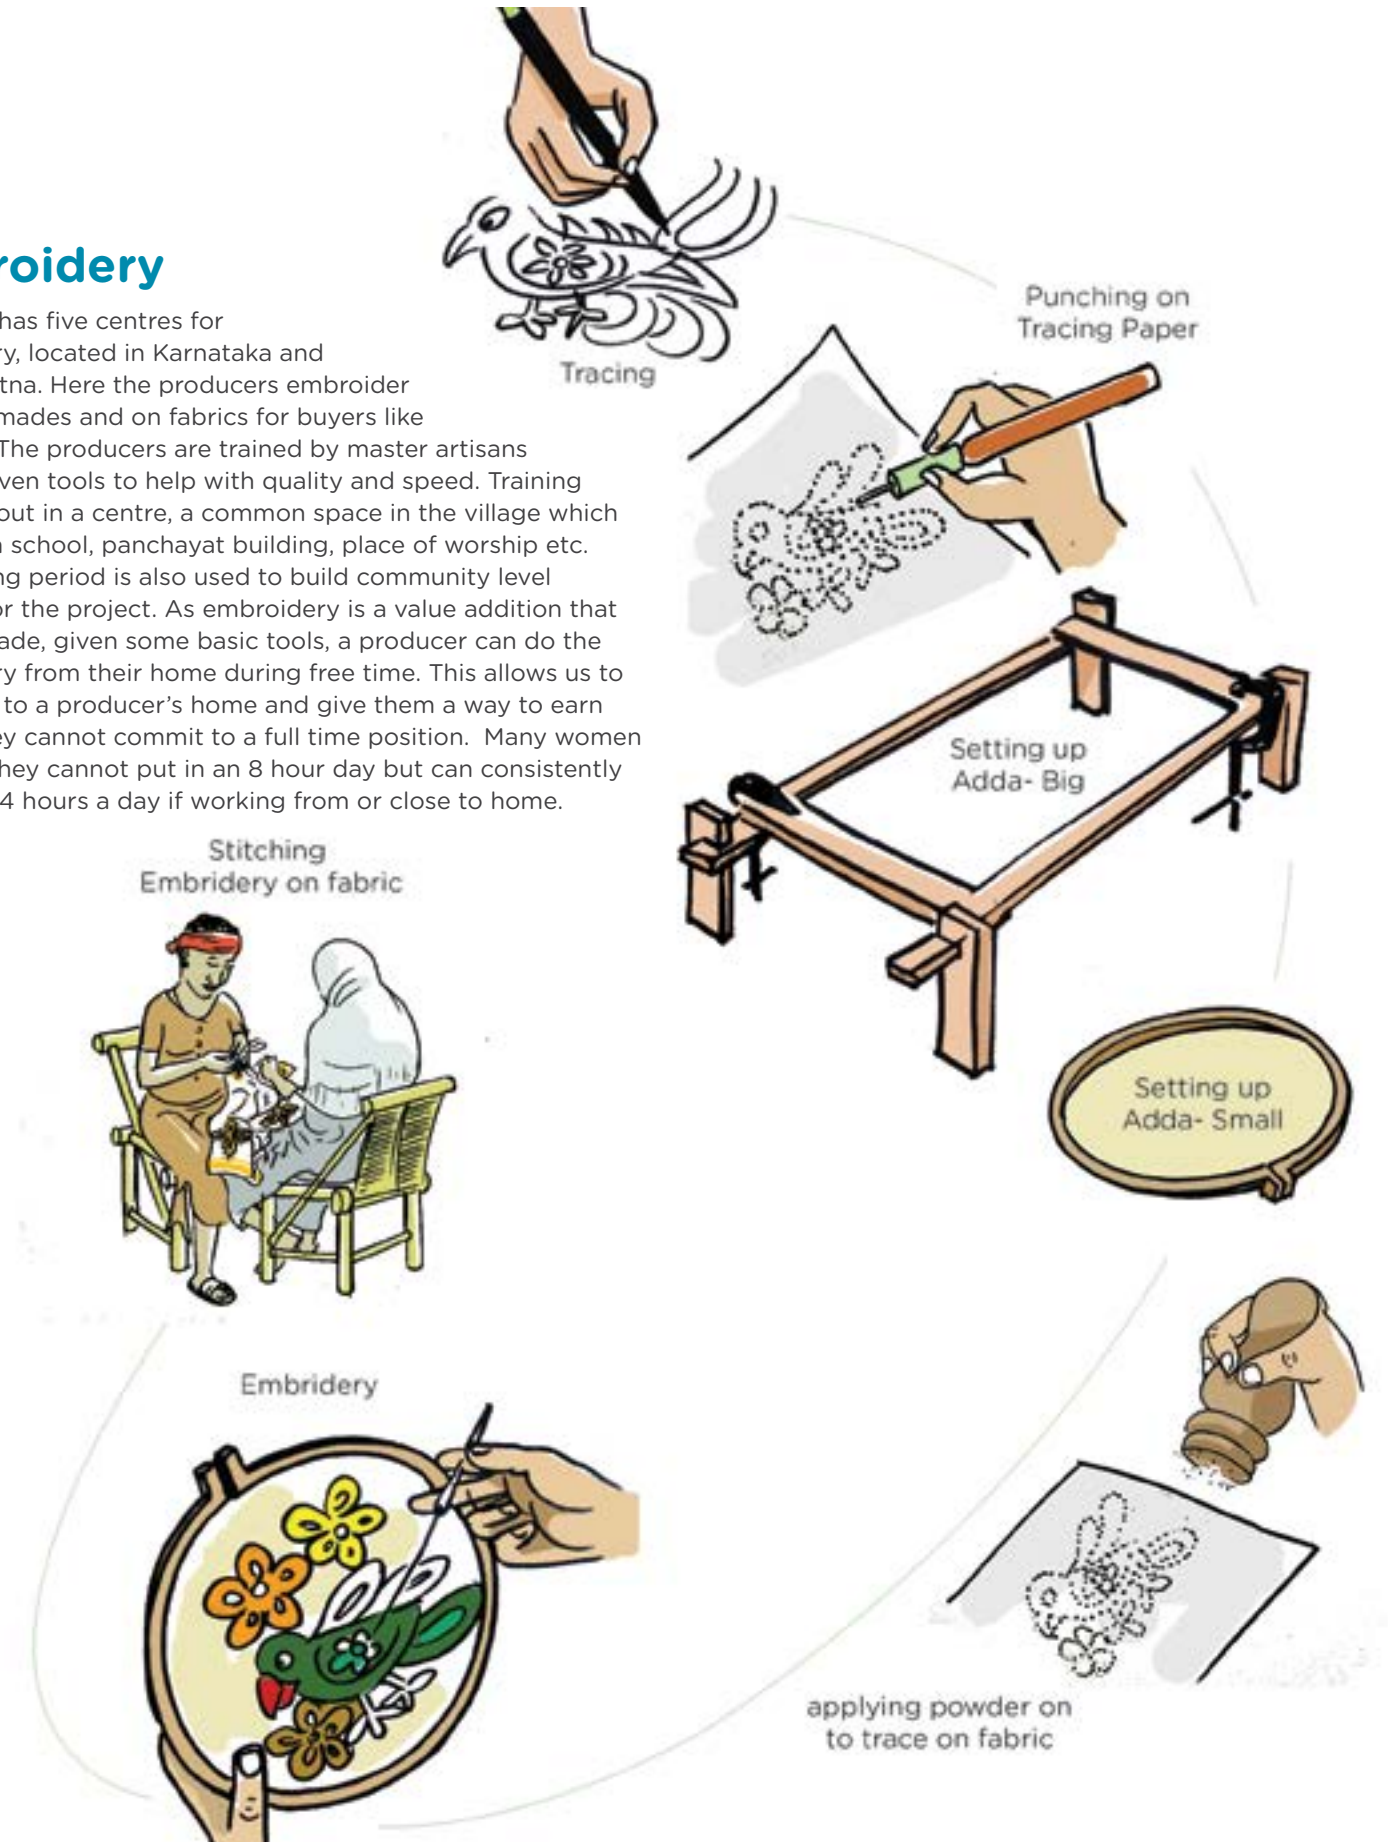 roidery
has five centres for
ry, located in Karnataka and
tna. Here the producers embroider
mades and on fabrics for buyers like
The producers are trained by master artisans
ven tools to help with quality and speed. Training
out in a centre, a common space in the village which
school, panchayat building, place of worship etc.
ng period is also used to build community level
or the project. As embroidery is a value addition that
ade, given some basic tools, a producer can do the
ry from their home during free time. This allows us to
to a producer's home and give them a way to earn
ey cannot commit to a full time position. Many women
hey cannot put in an 8 hour day but can consistently
4 hours a day if working from or close to home.
Tracing
Punching on
Tracing Paper
Setting up
Adda- Big
Setting up
Adda- Small
applying powder on
to trace on fabric
Embridery
Stitching
Embridery on fabric